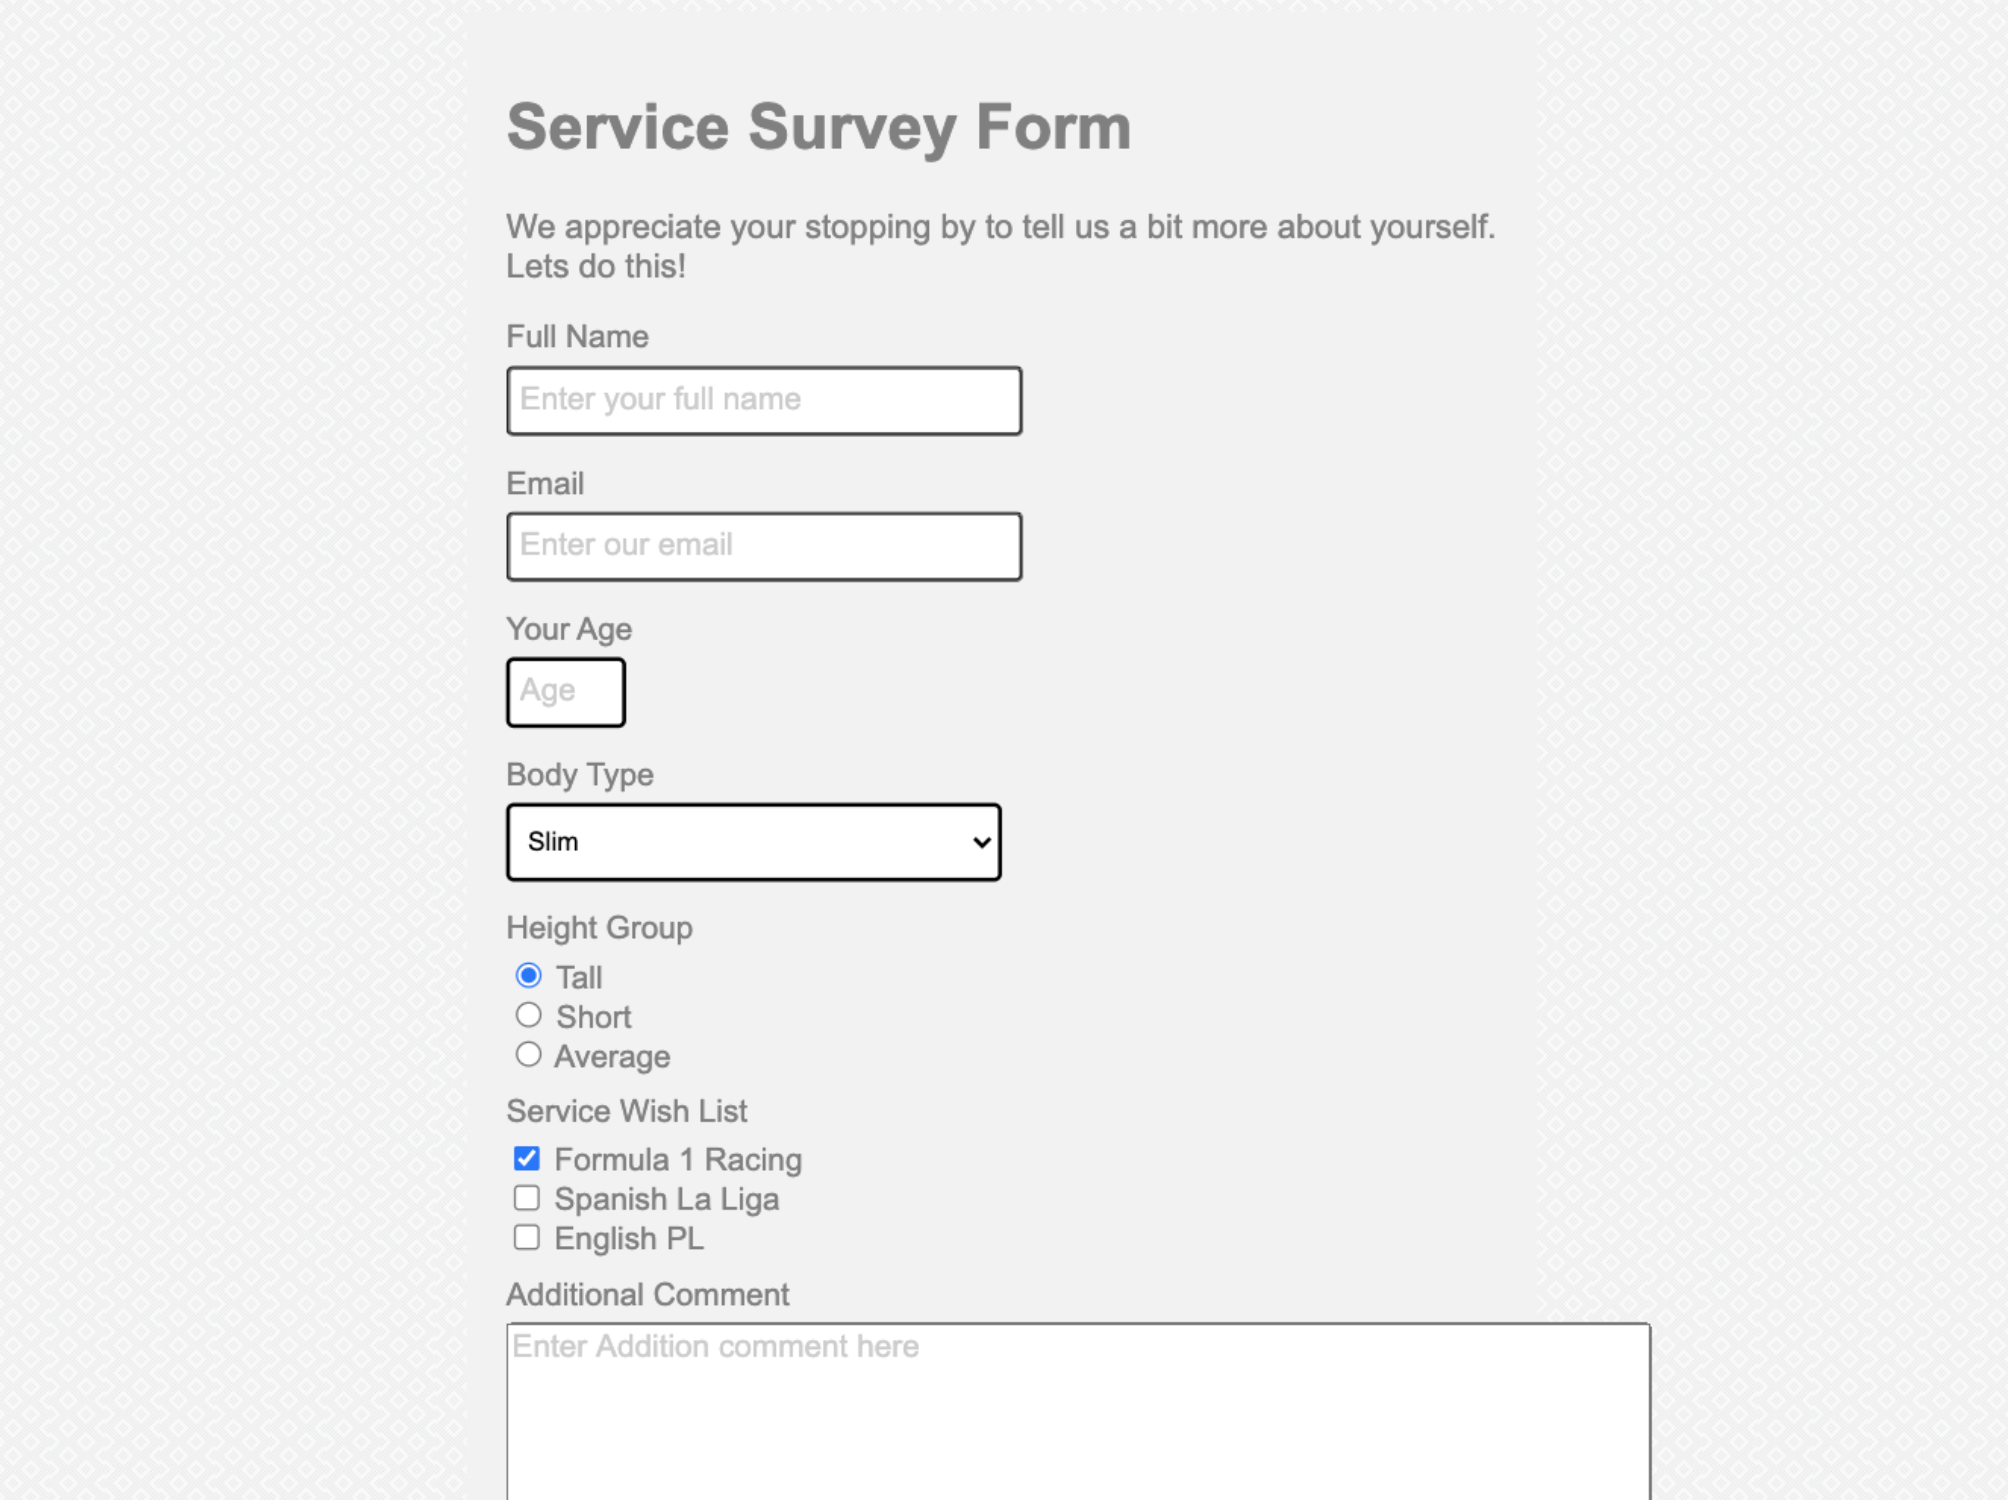 Service Survey Form
We appreciate your stopping by to tell us a bit more about yourself.
Lets do this!
Full Name
Enter your full name
Email
Enter our email
Your Age
Age
Body Type
Slim
Height Group
Tall
Short
Average
Service Wish List
Formula 1 Racing
Spanish La Liga
English PL
Additional Comment
Enter Addition comment here